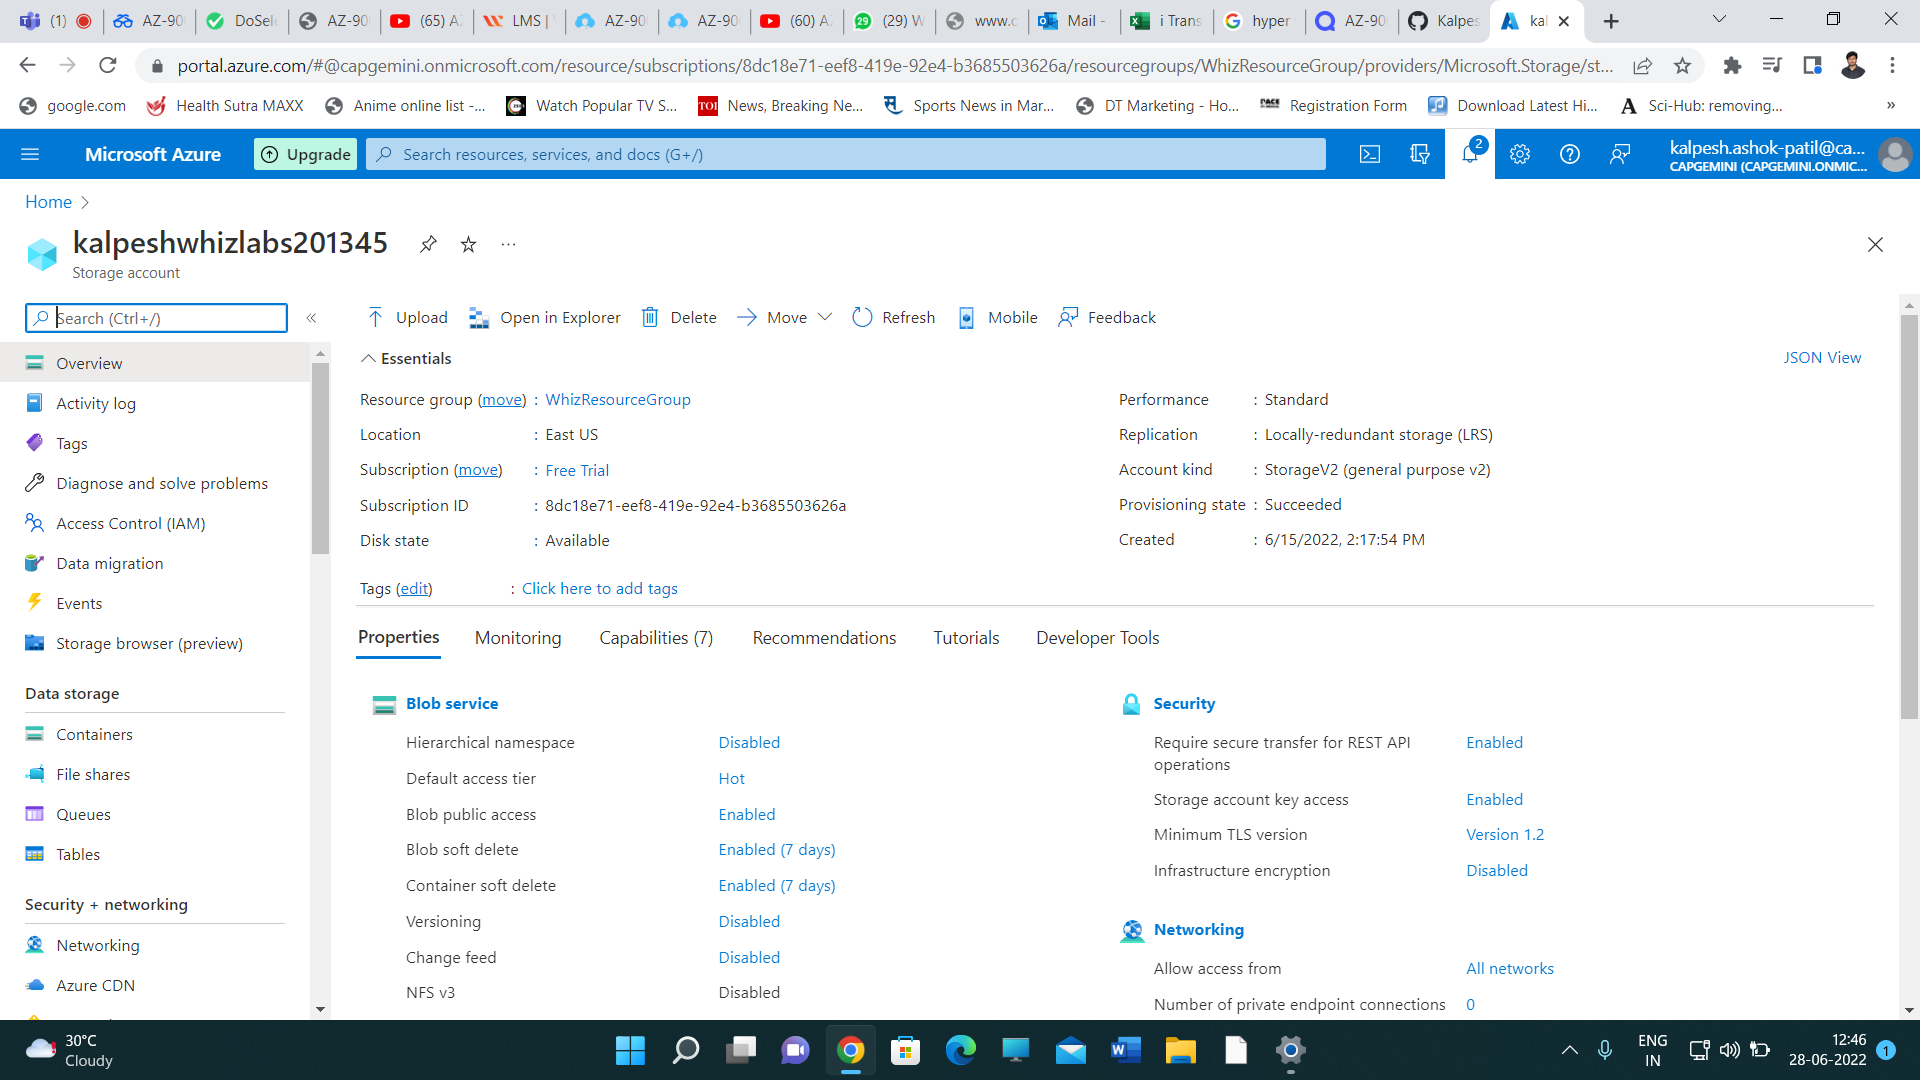 (1)
AZ-90
DoSele
AZ-90
(65) A
LMS |
AZ-90
AZ-90
(60) A
(29) W
www.c
Mail -
i Trans
hyper
AZ-90
Kalpes
kal
portal.azure.com/#@capgemini.onmicrosoft.com/resource/subscriptions/8dc18e71-eef8-419e-92e4-b3685503626a/resourcegroups/WhizResourceGroup/providers/Microsoft.Storage/st...
google.com
Health Sutra MAXX
Anime online list -...
Watch Popular TV S...
TOI
News, Breaking Ne...
Sports News in Mar...
DT Marketing - Ho...
PACE
Registration Form
Download Latest Hi...
Sci-Hub: removing...
»
Microsoft Azure
Upgrade
Search resources, services, and docs (G+/)
2
kalpesh.ashok-patil@ca...
CAPGEMINI (CAPGEMINI.ONMIC...
Home
kalpeshwhizlabs201345
...
Storage account
Search (Ctrl+/)
«
Upload
Open in Explorer
Delete
Move
Refresh
Mobile
Feedback
Overview
Activity log
Tags
Diagnose and solve problems
Access Control (IAM)
Data migration
Events
Storage browser (preview)
Data storage
Containers
File shares
Queues
Tables
Security + networking
Networking
Azure CDN
Essentials
JSON View
Resource group (move) : WhizResourceGroup
Location : East US
Subscription (move) : Free Trial
Subscription ID : 8dc18e71-eef8-419e-92e4-b3685503626a
Disk state : Available
Performance : Standard
Replication : Locally-redundant storage (LRS)
Account kind : StorageV2 (general purpose v2)
Provisioning state : Succeeded
Created : 6/15/2022, 2:17:54 PM
Tags (edit) : Click here to add tags
Properties
Monitoring
Capabilities (7)
Recommendations
Tutorials
Developer Tools
Blob service
Hierarchical namespace Disabled
Default access tier Hot
Blob public access Enabled
Blob soft delete Enabled (7 days)
Container soft delete Enabled (7 days)
Versioning Disabled
Change feed Disabled
NFS v3 Disabled
Security
Require secure transfer for REST API Enabled
operations
Storage account key access Enabled
Minimum TLS version Version 1.2
Infrastructure encryption Disabled
Networking
Allow access from All networks
Number of private endpoint connections 0
30°C
Cloudy
ENG
IN
12:46
28-06-2022
1